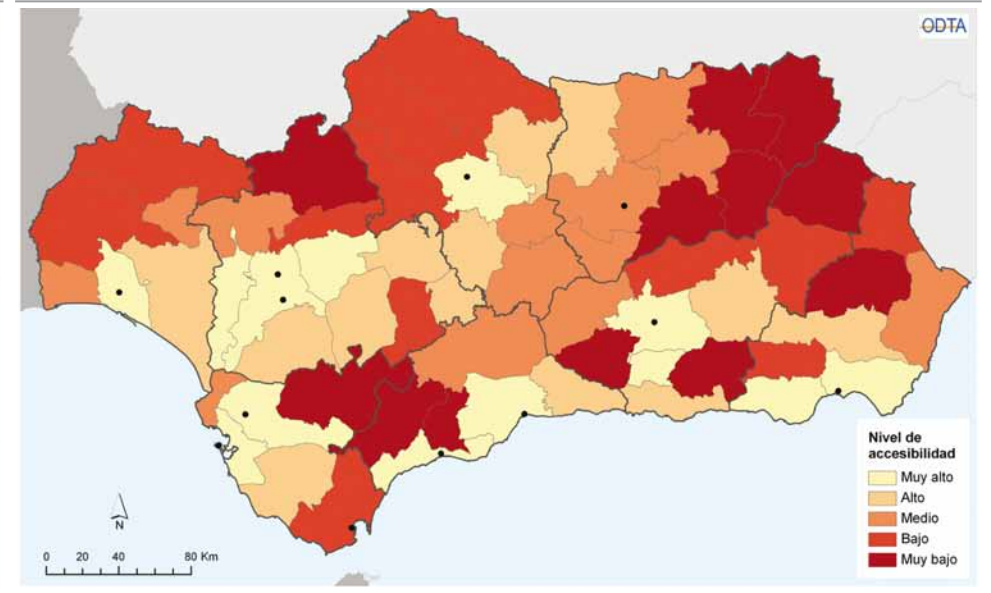 ODTA
Nivel de
accesibilidad
Muy alto
Alto
Medio
Bajo
Muy bajo
N
0 20 40 80 Km